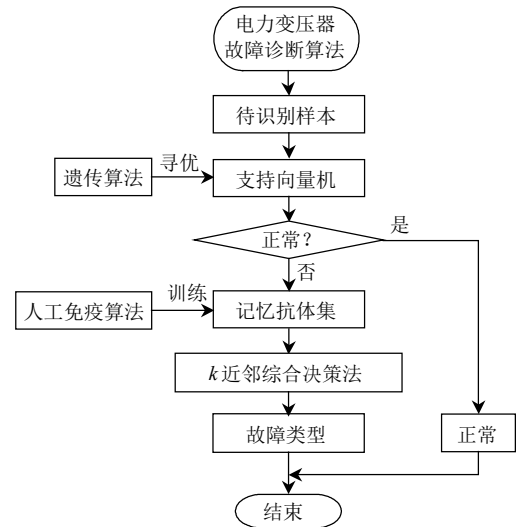 电力变压器
故障诊断算法
待识别样本
遗传算法
寻优
支持向量机
正常?
是
否
人工免疫算法
训练
记忆抗体集
k近邻综合决策法
故障类型
正常
结束